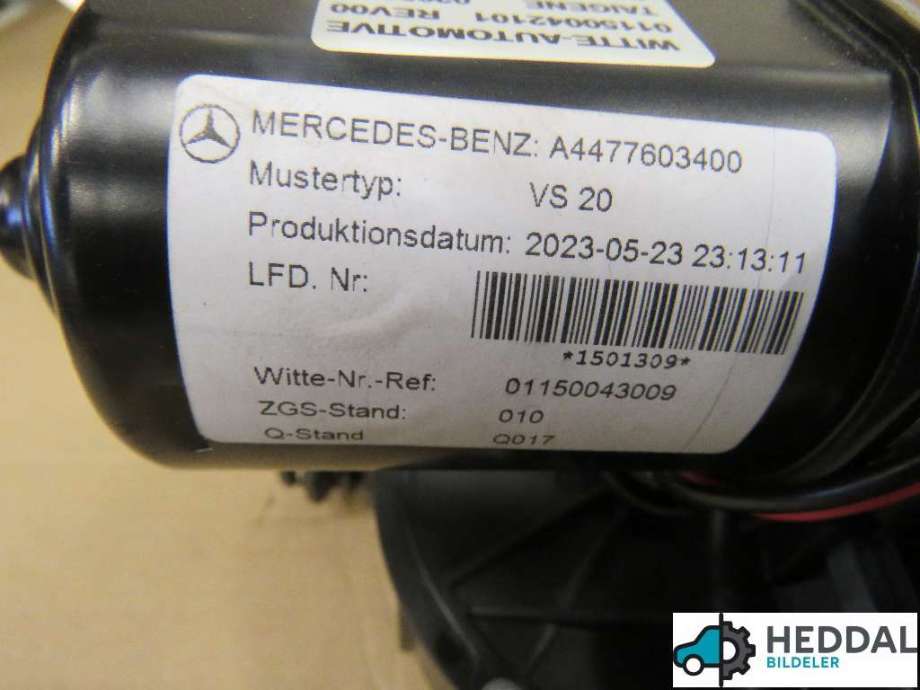 WITTE-AUTOMOTIVE
01150042101 REV00
TAIGENE
MERCEDES-BENZ: A4477603400
Mustertyp: VS 20
Produktionsdatum: 2023-05-23 23:13:11
LFD. Nr:
*1501309*
Witte-Nr.-Ref: 01150043009
ZGS-Stand: 010
Q-Stand Q017
HEDDAL
BILDELER